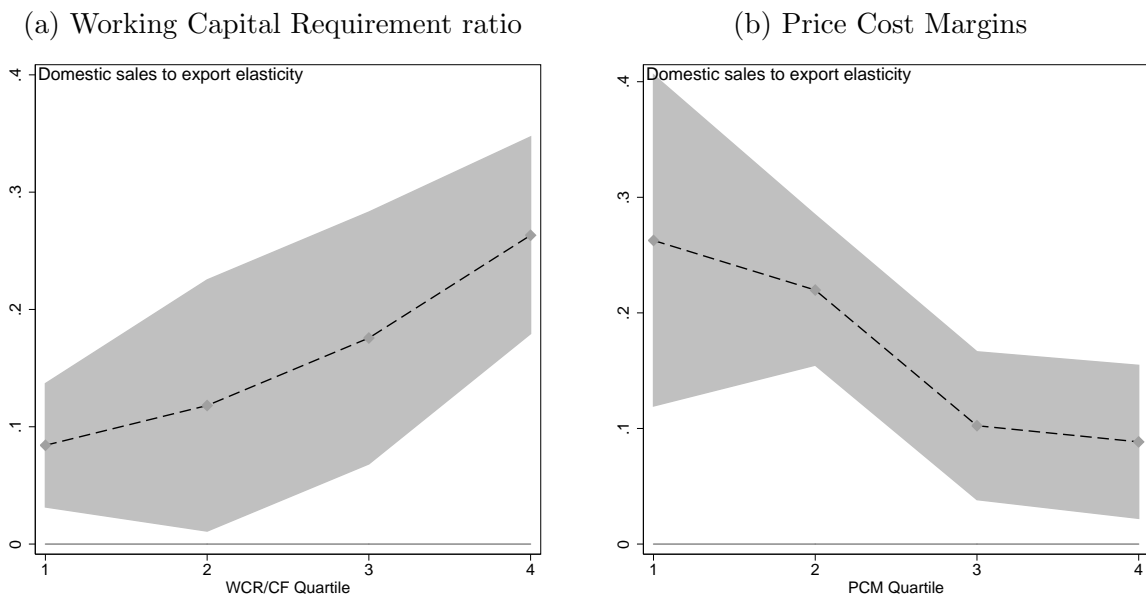 (a) Working Capital Requirement ratio
Domestic sales to export elasticity
.4
.3
.2
.1
0
1 2 3 4
WCR/CF Quartile
(b) Price Cost Margins
Domestic sales to export elasticity
.4
.3
.2
.1
0
1 2 3 4
PCM Quartile